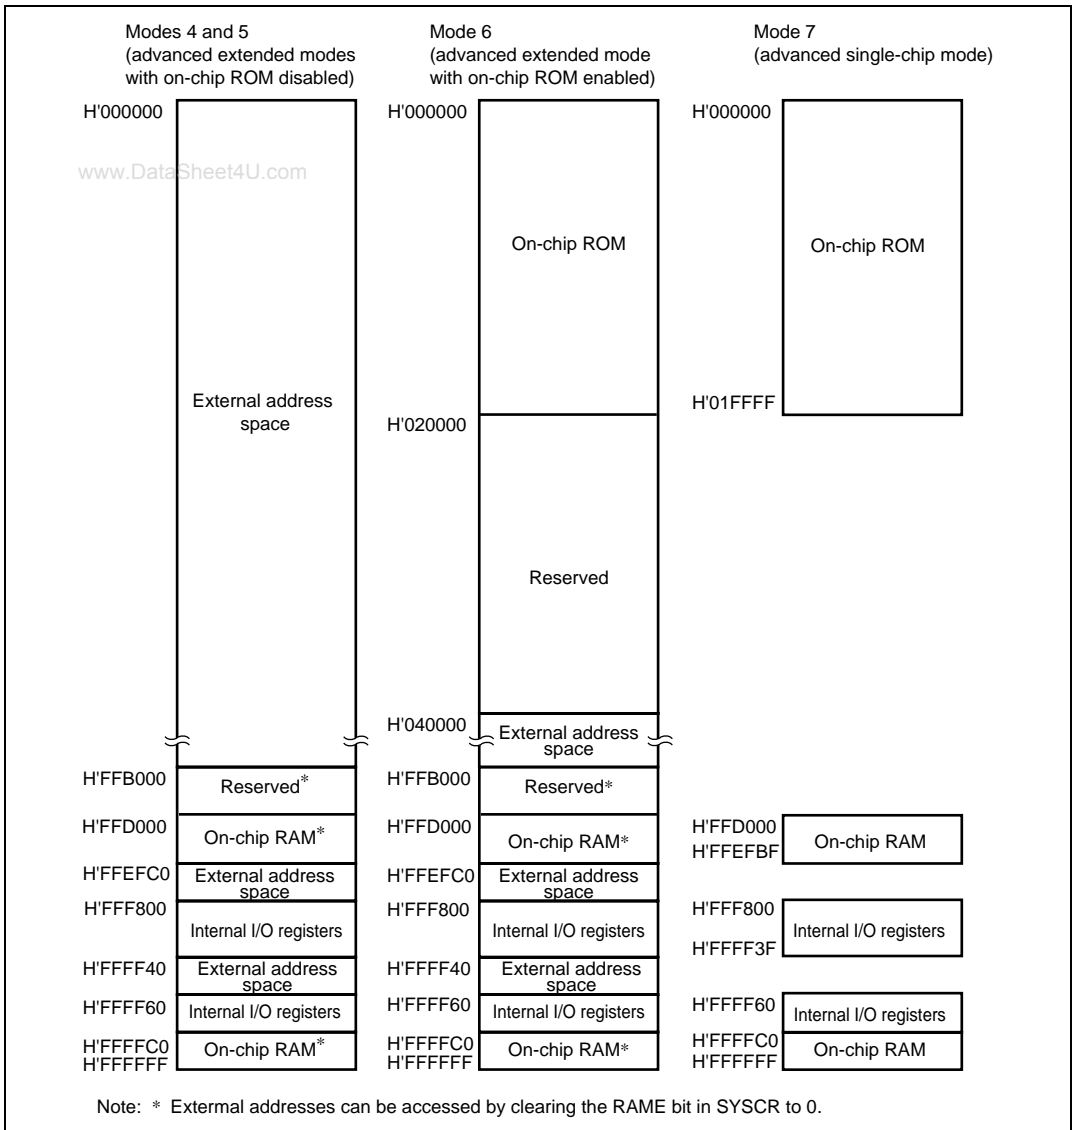 Modes 4 and 5
(advanced extended modes
with on-chip ROM disabled)
Mode 6
(advanced extended mode
with on-chip ROM enabled)
Mode 7
(advanced single-chip mode)
H'000000
www.DataSheet4U.com
External address
space
H'FFB000
Reserved*
H'FFD000
On-chip RAM*
H'FFEFC0
External address
space
H'FFF800
Internal I/O registers
H'FFFF40
External address
space
H'FFFF60
Internal I/O registers
H'FFFFC0
On-chip RAM*
H'FFFFFF
H'000000
On-chip ROM
H'020000
Reserved
H'040000
External address
space
H'FFB000
Reserved*
H'FFD000
On-chip RAM*
H'FFEFC0
External address
space
H'FFF800
Internal I/O registers
H'FFFF40
External address
space
H'FFFF60
Internal I/O registers
H'FFFFC0
On-chip RAM*
H'FFFFFF
H'000000
On-chip ROM
H'01FFFF
H'FFD000
On-chip RAM
H'FFEFBF
H'FFF800
Internal I/O registers
H'FFFF3F
H'FFFF60
Internal I/O registers
H'FFFFC0
On-chip RAM
H'FFFFFF
Note: * Extermal addresses can be accessed by clearing the RAME bit in SYSCR to 0.